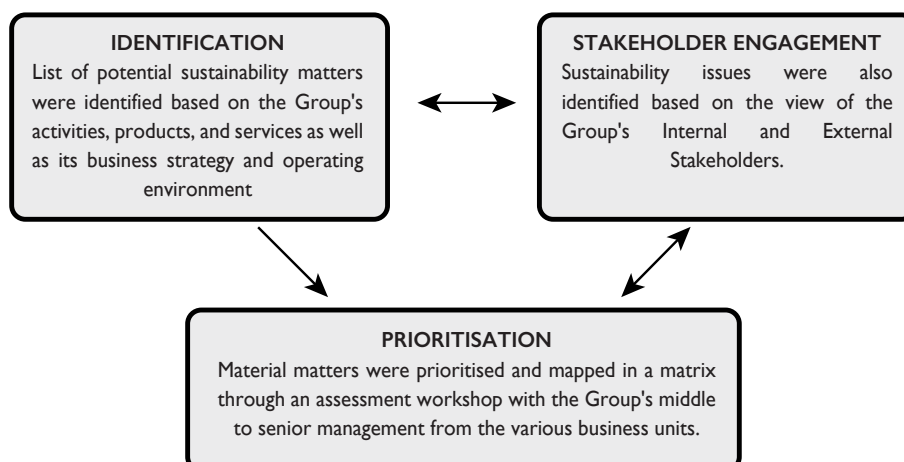 IDENTIFICATION
List of potential sustainability matters
were identified based on the Group's
activities, products, and services as well
as its business strategy and operating
environment
STAKEHOLDER ENGAGEMENT
Sustainability issues were also
identified based on the view of the
Group's Internal and External
Stakeholders.
PRIORITISATION
Material matters were prioritised and mapped in a matrix
through an assessment workshop with the Group's middle
to senior management from the various business units.